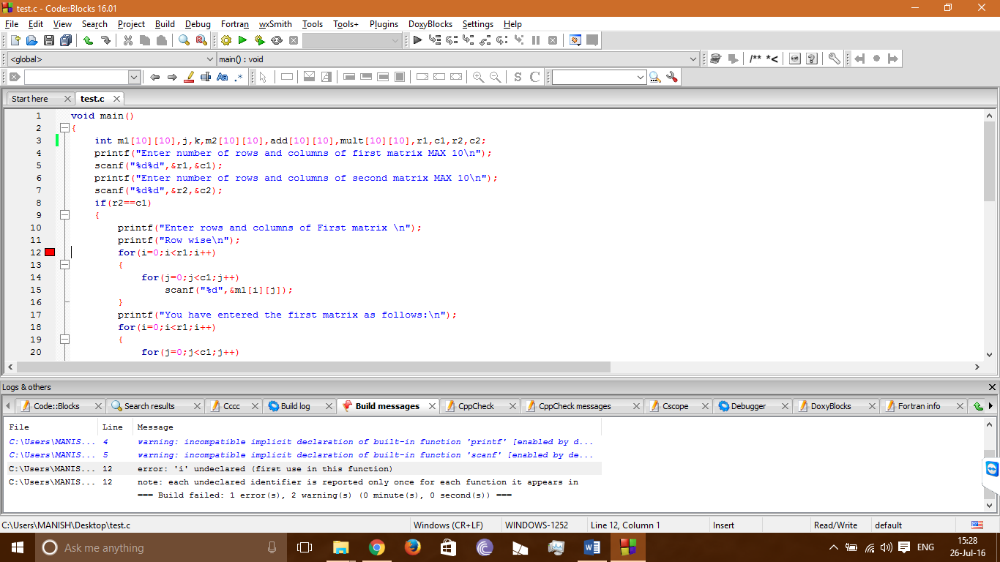 test.c - Code::Blocks 16.01
File Edit View Search Project Build Debug Fortran wxSmith Tools Tools+ Plugins DoxyBlocks Settings Help
<global> main() : void /** *<
Aa .* S C
Start here test.c
1 void main()
2 {
3 int m1[10][10],j,k,m2[10][10],add[10][10],mult[10][10],r1,c1,r2,c2;
4 printf("Enter number of rows and columns of first matrix MAX 10\n");
5 scanf("%d%d",&r1,&c1);
6 printf("Enter number of rows and columns of second matrix MAX 10\n");
7 scanf("%d%d",&r2,&c2);
8 if(r2==c1)
9 {
10 printf("Enter rows and columns of First matrix \n");
11 printf("Row wise\n");
12 for(i=0;i<r1;i++)
13 {
14 for(j=0;j<c1;j++)
15 scanf("%d",&m1[i][j]);
16 }
17 printf("You have entered the first matrix as follows:\n");
18 for(i=0;i<r1;i++)
19 {
20 for(j=0;j<c1;j++)
Logs & others
Code::Blocks Search results Cccc Build log Build messages CppCheck CppCheck messages Cscope Debugger DoxyBlocks Fortran info
File Line Message
C:\Users\MANIS... 4 warning: incompatible implicit declaration of built-in function 'printf' [enabled by d...
C:\Users\MANIS... 5 warning: incompatible implicit declaration of built-in function 'scanf' [enabled by de...
C:\Users\MANIS... 12 error: 'i' undeclared (first use in this function)
C:\Users\MANIS... 12 note: each undeclared identifier is reported only once for each function it appears in
=== Build failed: 1 error(s), 2 warning(s) (0 minute(s), 0 second(s)) ===
C:\Users\MANISH\Desktop\test.c Windows (CR+LF) WINDOWS-1252 Line 12, Column 1 Insert Read/Write default
Ask me anything ENG 15:28
26-Jul-16